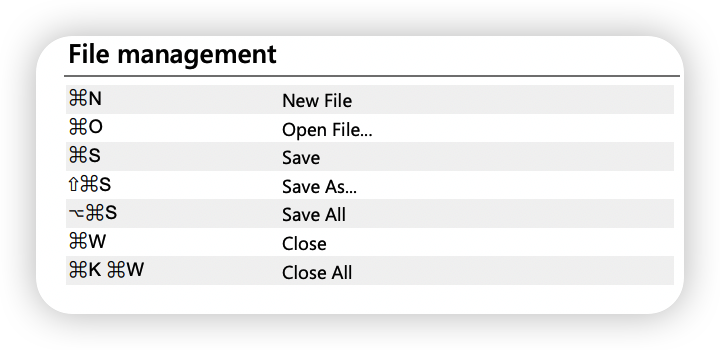 File management
⌘N New File
⌘O Open File...
⌘S Save
⇧⌘S Save As...
⌥⌘S Save All
⌘W Close
⌘K ⌘W Close All